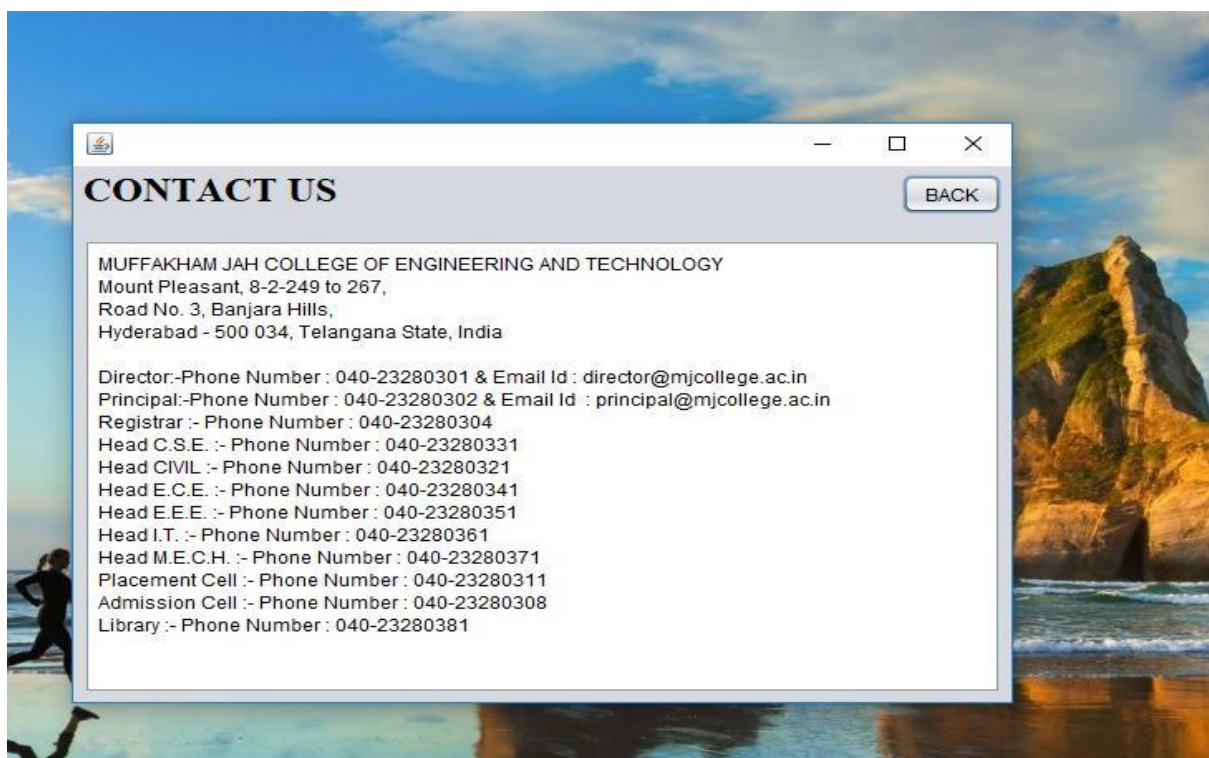 CONTACT US
BACK
MUFFAKHAM JAH COLLEGE OF ENGINEERING AND TECHNOLOGY
Mount Pleasant, 8-2-249 to 267,
Road No. 3, Banjara Hills,
Hyderabad - 500 034, Telangana State, India
Director:-Phone Number : 040-23280301 & Email Id : director@mjcollege.ac.in
Principal:-Phone Number : 040-23280302 & Email Id  : principal@mjcollege.ac.in
Registrar :- Phone Number : 040-23280304
Head C.S.E. :- Phone Number : 040-23280331
Head CIVIL :- Phone Number : 040-23280321
Head E.C.E. :- Phone Number : 040-23280341
Head E.E.E. :- Phone Number : 040-23280351
Head I.T. :- Phone Number : 040-23280361
Head M.E.C.H. :- Phone Number : 040-23280371
Placement Cell :- Phone Number : 040-23280311
Admission Cell :- Phone Number : 040-23280308
Library :- Phone Number : 040-23280381